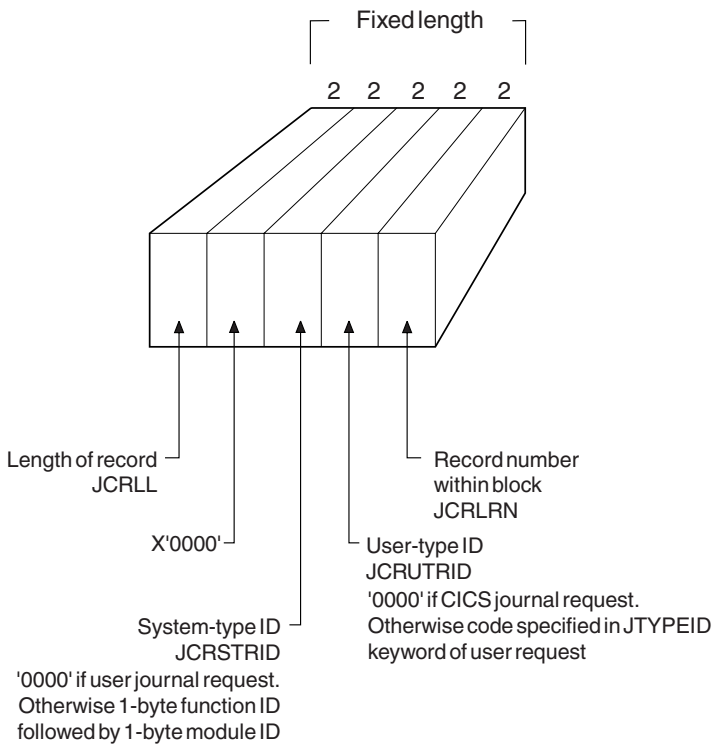 Fixed length
2 2 2 2 2
Length of record
JCRLL
X'0000'
System-type ID
JCRSTRID
'0000' if user journal request.
Otherwise 1-byte function ID
followed by 1-byte module ID
User-type ID
JCRUTRID
'0000' if CICS journal request.
Otherwise code specified in JTYPEID
keyword of user request
Record number
within block
JCRLRN